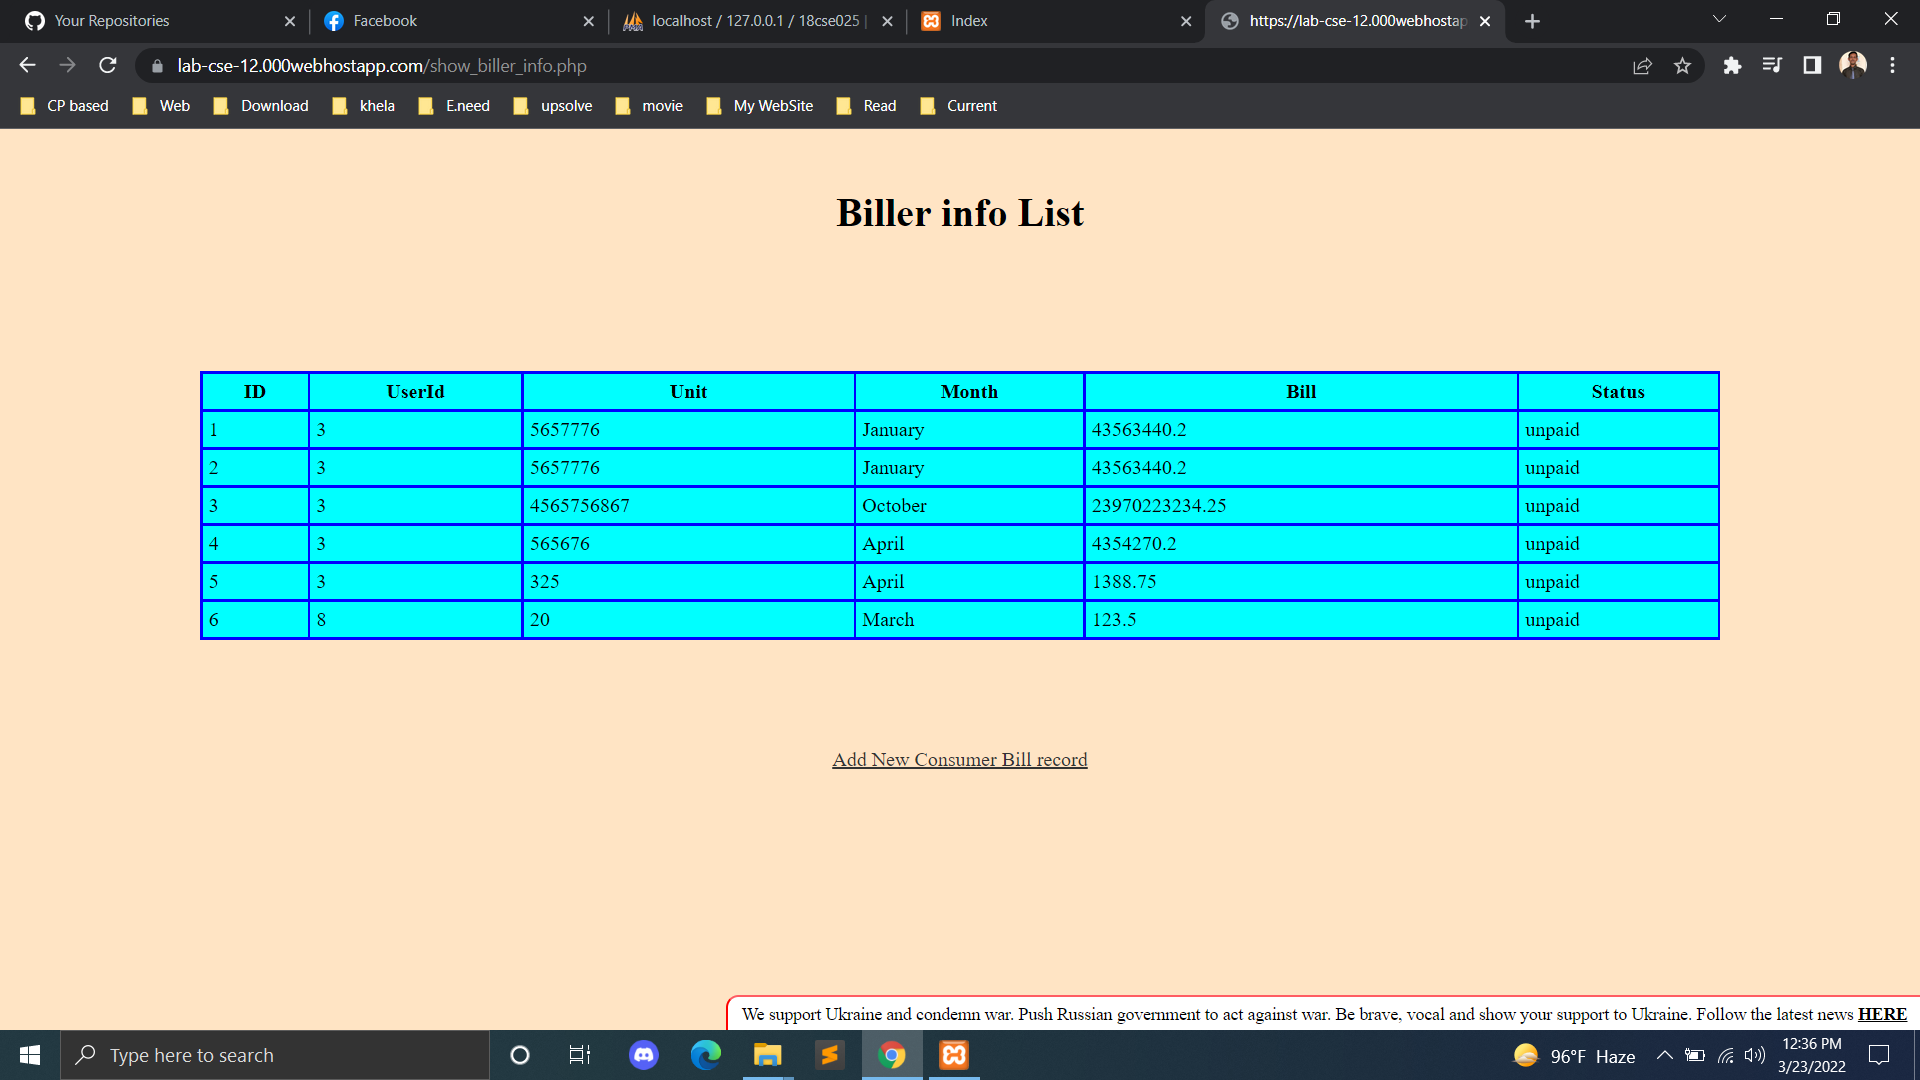 Your Repositories
Facebook
localhost / 127.0.0.1 / 18cse025 |
Index
https://lab-cse-12.000webhostap
lab-cse-12.000webhostapp.com/show_biller_info.php
CP based Web Download khela E.need upsolve movie My WebSite Read Current
Biller info List
ID UserId Unit Month Bill Status
1 3 5657776 January 43563440.2 unpaid
2 3 5657776 January 43563440.2 unpaid
3 3 4565756867 October 23970223234.25 unpaid
4 3 565676 April 4354270.2 unpaid
5 3 325 April 1388.75 unpaid
6 8 20 March 123.5 unpaid
Add New Consumer Bill record
We support Ukraine and condemn war. Push Russian government to act against war. Be brave, vocal and show your support to Ukraine. Follow the latest news HERE
Type here to search
96°F Haze
12:36 PM
3/23/2022